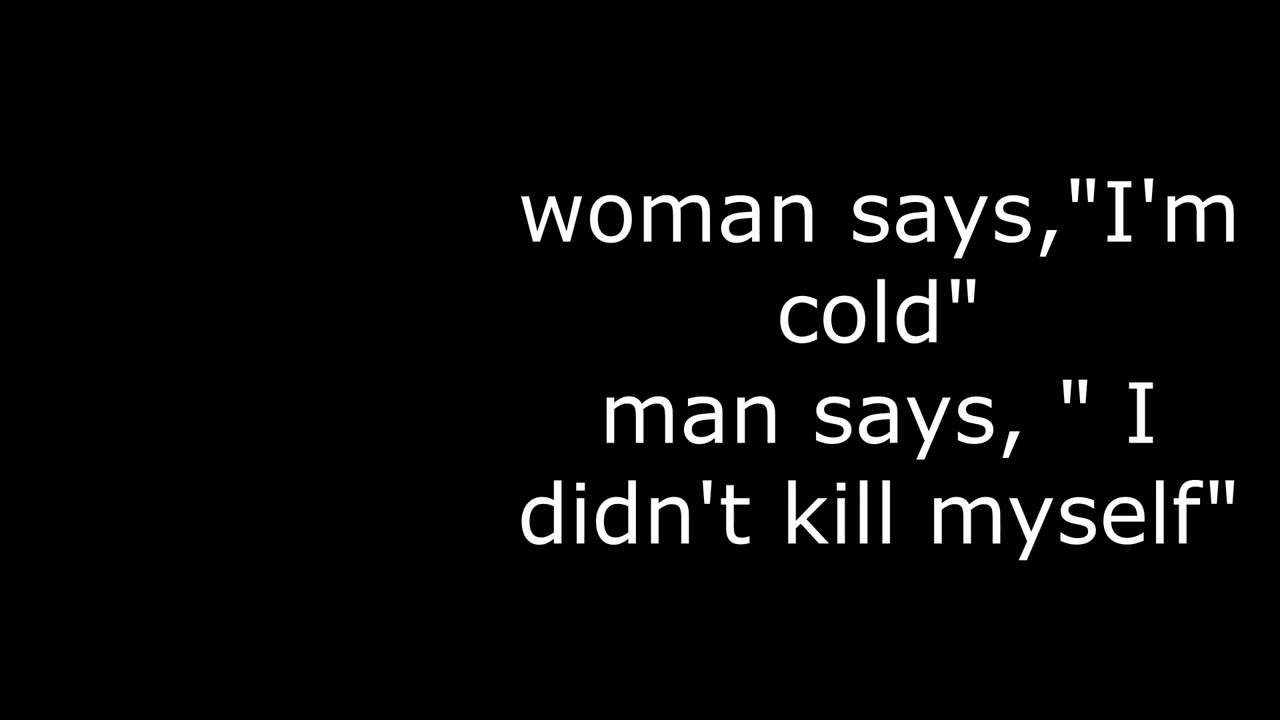 woman says,"I'm
cold"
man says, " I
didn't kill myself"